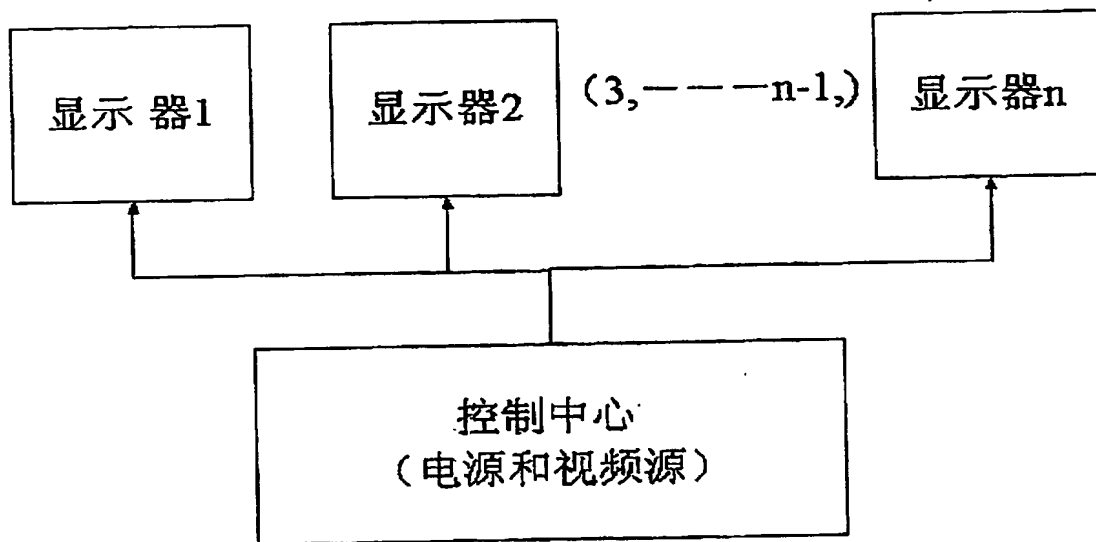 显示 器1
显示器2
(3,———n-1,)
显示器n
控制中心
（电源和视频源）